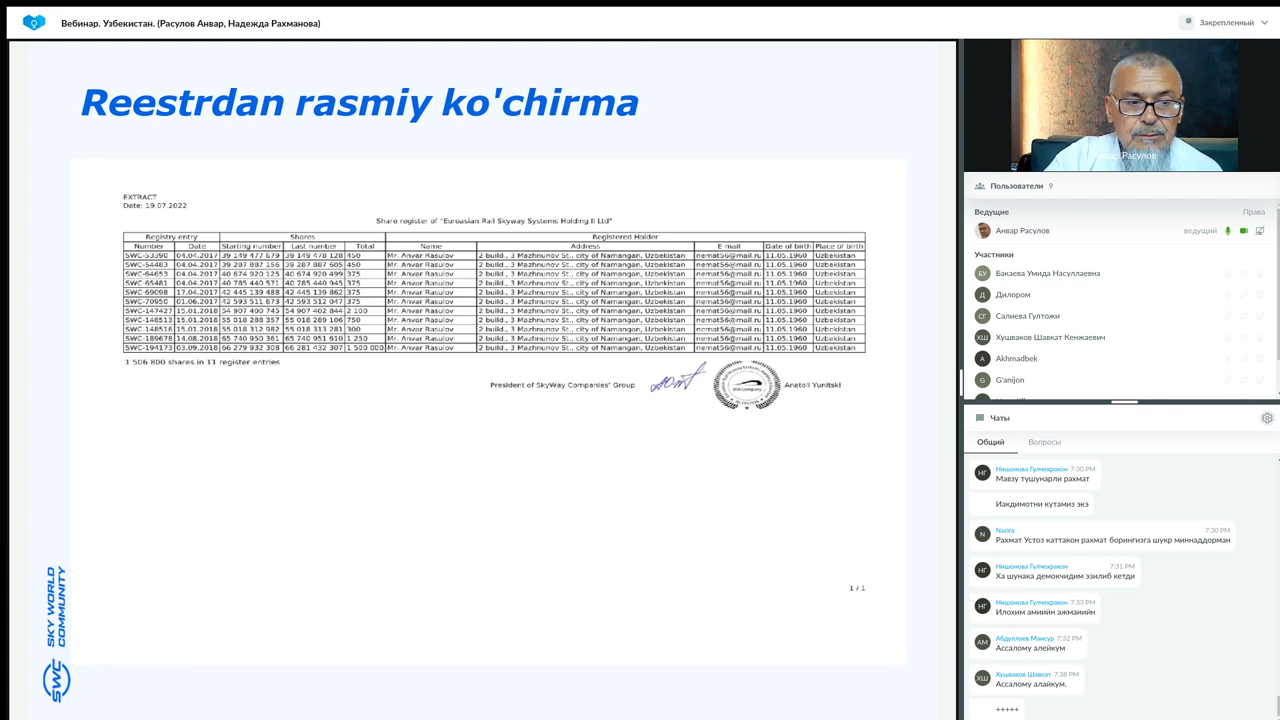 Вебинар. Узбекистан. (Расулов Анвар, Надежда Рахманова)
Закрепленный
Reestrdan rasmiy ko'chirma
EXTRACT
Date: 19.07.2022
Share register of "Euroasian Rail Skyway Systems Holding II Ltd"
Registry entry Shares Registered Holder
Number Date Starting number Last number Total Name Address E-mail Date of birth Place of birth
SWC-53390 04.04.2017 39 149 477 679 39 149 478 128 450 Mr. Anvar Rasulov 2 build., 3 Mazhnunov St., city of Namangan, Uzbekistan nemat56@mail.ru 11.05.1960 Uzbekistan
SWC-54483 04.04.2017 39 287 887 156 39 287 887 605 450 Mr. Anvar Rasulov 2 build., 3 Mazhnunov St., city of Namangan, Uzbekistan nemat56@mail.ru 11.05.1960 Uzbekistan
SWC-64653 04.04.2017 40 674 920 125 40 674 920 499 375 Mr. Anvar Rasulov 2 build., 3 Mazhnunov St., city of Namangan, Uzbekistan nemat56@mail.ru 11.05.1960 Uzbekistan
SWC-65481 04.04.2017 40 785 440 571 40 785 440 945 375 Mr. Anvar Rasulov 2 build., 3 Mazhnunov St., city of Namangan, Uzbekistan nemat56@mail.ru 11.05.1960 Uzbekistan
SWC-69098 17.04.2017 42 445 139 488 42 445 139 862 375 Mr. Anvar Rasulov 2 build., 3 Mazhnunov St., city of Namangan, Uzbekistan nemat56@mail.ru 11.05.1960 Uzbekistan
SWC-70950 01.06.2017 42 593 511 673 42 593 512 047 375 Mr. Anvar Rasulov 2 build., 3 Mazhnunov St., city of Namangan, Uzbekistan nemat56@mail.ru 11.05.1960 Uzbekistan
SWC-147427 15.01.2018 54 907 400 745 54 907 402 844 2 100 Mr. Anvar Rasulov 2 build., 3 Mazhnunov St., city of Namangan, Uzbekistan nemat56@mail.ru 11.05.1960 Uzbekistan
SWC-148513 15.01.2018 55 018 288 357 55 018 289 106 750 Mr. Anvar Rasulov 2 build., 3 Mazhnunov St., city of Namangan, Uzbekistan nemat56@mail.ru 11.05.1960 Uzbekistan
SWC-148518 15.01.2018 55 018 312 982 55 018 313 281 300 Mr. Anvar Rasulov 2 build., 3 Mazhnunov St., city of Namangan, Uzbekistan nemat56@mail.ru 11.05.1960 Uzbekistan
SWC-189678 14.08.2018 65 740 950 361 65 740 951 610 1 250 Mr. Anvar Rasulov 2 build., 3 Mazhnunov St., city of Namangan, Uzbekistan nemat56@mail.ru 11.05.1960 Uzbekistan
SWC-194173 03.09.2018 66 279 932 308 66 281 432 307 1 500 000 Mr. Anvar Rasulov 2 build., 3 Mazhnunov St., city of Namangan, Uzbekistan nemat56@mail.ru 11.05.1960 Uzbekistan
1 506 800 shares in 11 register entries
President of SkyWay Companies' Group Anatoli Yunitski
1 / 1
SKY WORLD
COMMUNITY
SWC
Расулов
Пользователи 9
Ведущие Права
Анвар Расулов ведущий
Участники
БУ Бакаева Умида Насуллаевна
Д Дилором
СГ Салиева Гултожи
ХШ Хушваков Шавкат Кенжаевич
A Akhmadbek
G G'anijon
Чаты
Общий Вопросы
НГ Нишонова Гулчехрахон 7:30 PM
Мавзу тушунарли рахмат
Иакдимотни кутамиз экэ
N Nazira 7:30 PM
Рахмат Устоз каттакон рахмат борингизга шукр миннаддорман
НГ Нишонова Гулчехрахон 7:31 PM
Ха шунака демокчидим эзилиб кетди
НГ Нишонова Гулчехрахон 7:33 PM
Илохим амиийн ажмаиийн
АМ Абдуллаев Мансур 7:32 PM
Ассалому алейкум
ХШ Хушваков Шавкат 7:38 PM
Ассалому алайкум.
+++++